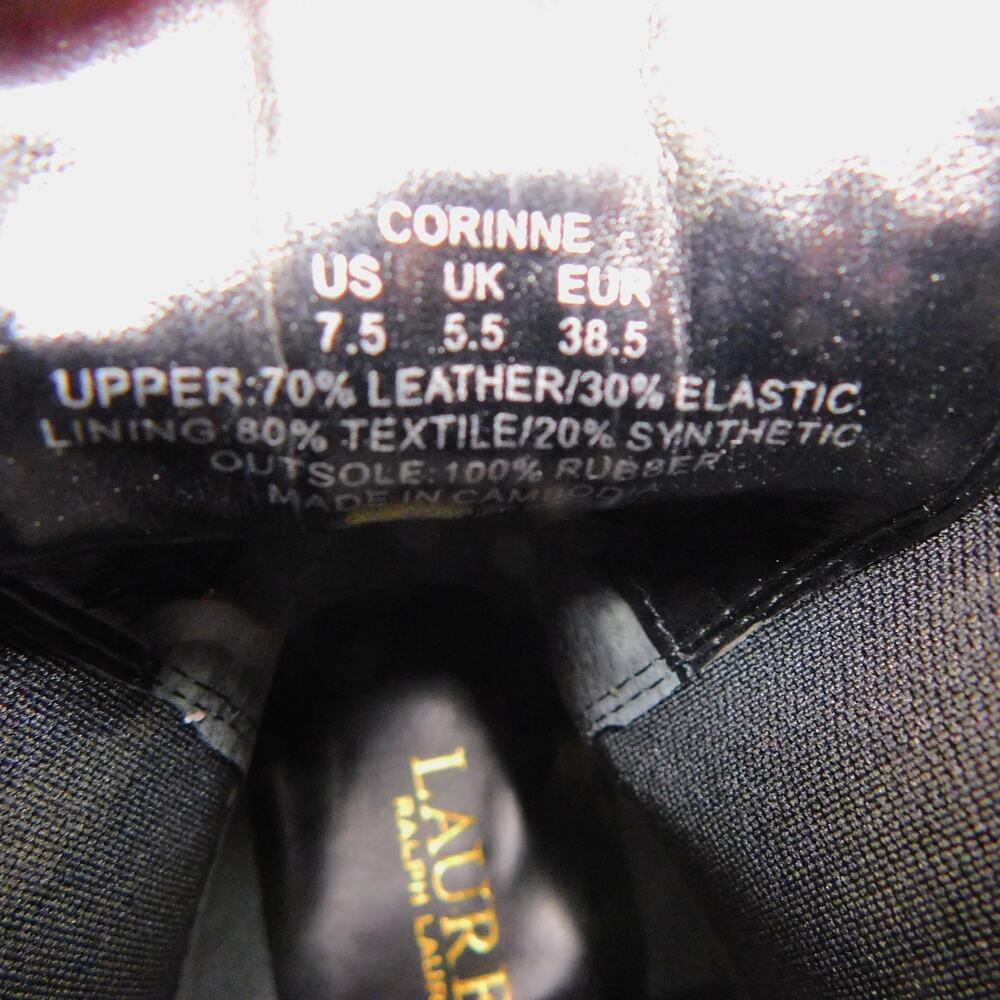 CORINNE
US UK EUR
7.5 5.5 38.5
UPPER:70% LEATHER/30% ELASTIC.
LINING:80% TEXTILE/20% SYNTHETIC
OUTSOLE:100% RUBBER
MADE IN CAMBODIA
LAURE
RALPH LAUR